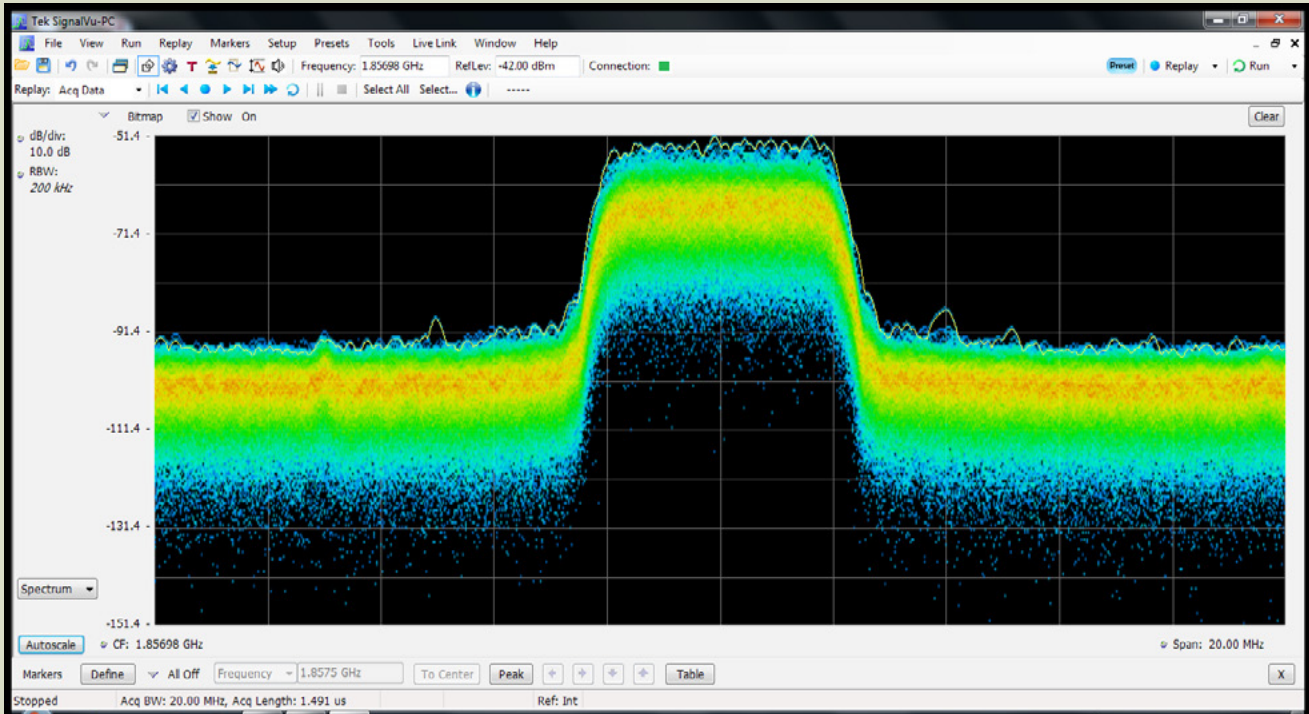 Tek SignalVu-PC
File View Run Replay Markers Setup Presets Tools Live Link Window Help
T Frequency: 1.85698 GHz RefLev: -42.00 dBm Connection: Preset Replay Run
Replay: Acq Data Select All Select... -----
Bitmap Show On Clear
dB/div:
10.0 dB
RBW:
200 kHz
-51.4
-71.4
-91.4
-111.4
-131.4
-151.4
Spectrum
Autoscale CF: 1.85698 GHz Span: 20.00 MHz
Markers Define All Off Frequency 1.8575 GHz To Center Peak Table X
Stopped Acq BW: 20.00 MHz, Acq Length: 1.491 us Ref: Int